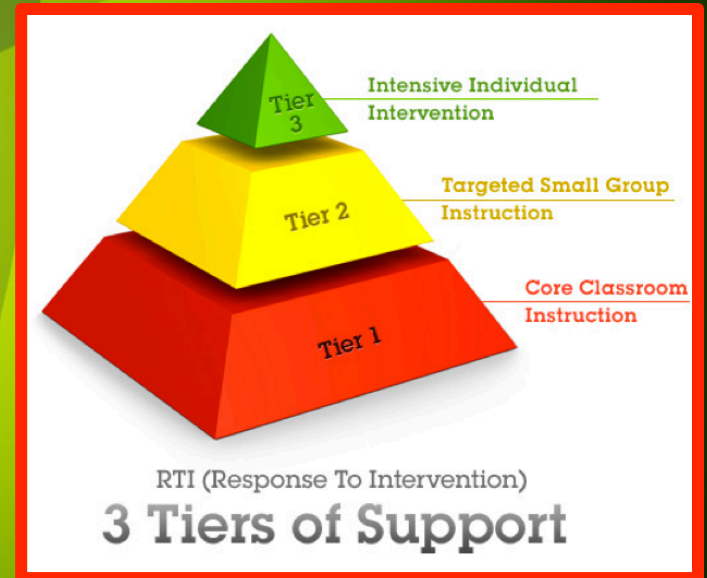 Tier
3
Intensive Individual
Intervention
Tier 2
Targeted Small Group
Instruction
Tier 1
Core Classroom
Instruction
RTI (Response To Intervention)
3 Tiers of Support